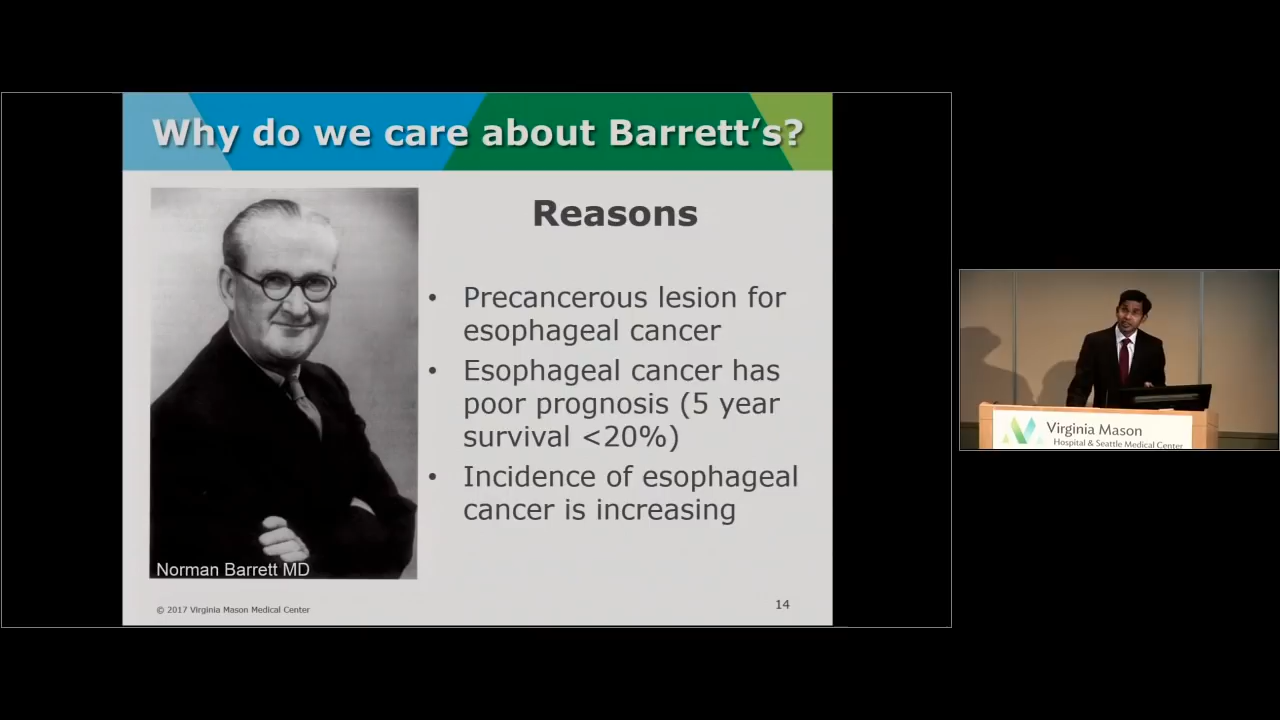 Why do we care about Barrett's?
Reasons
• Precancerous lesion for
esophageal cancer
• Esophageal cancer has
poor prognosis (5 year
survival <20%)
• Incidence of esophageal
cancer is increasing
Norman Barrett MD
© 2017 Virginia Mason Medical Center
14
Virginia Mason
Hospital & Seattle Medical Center